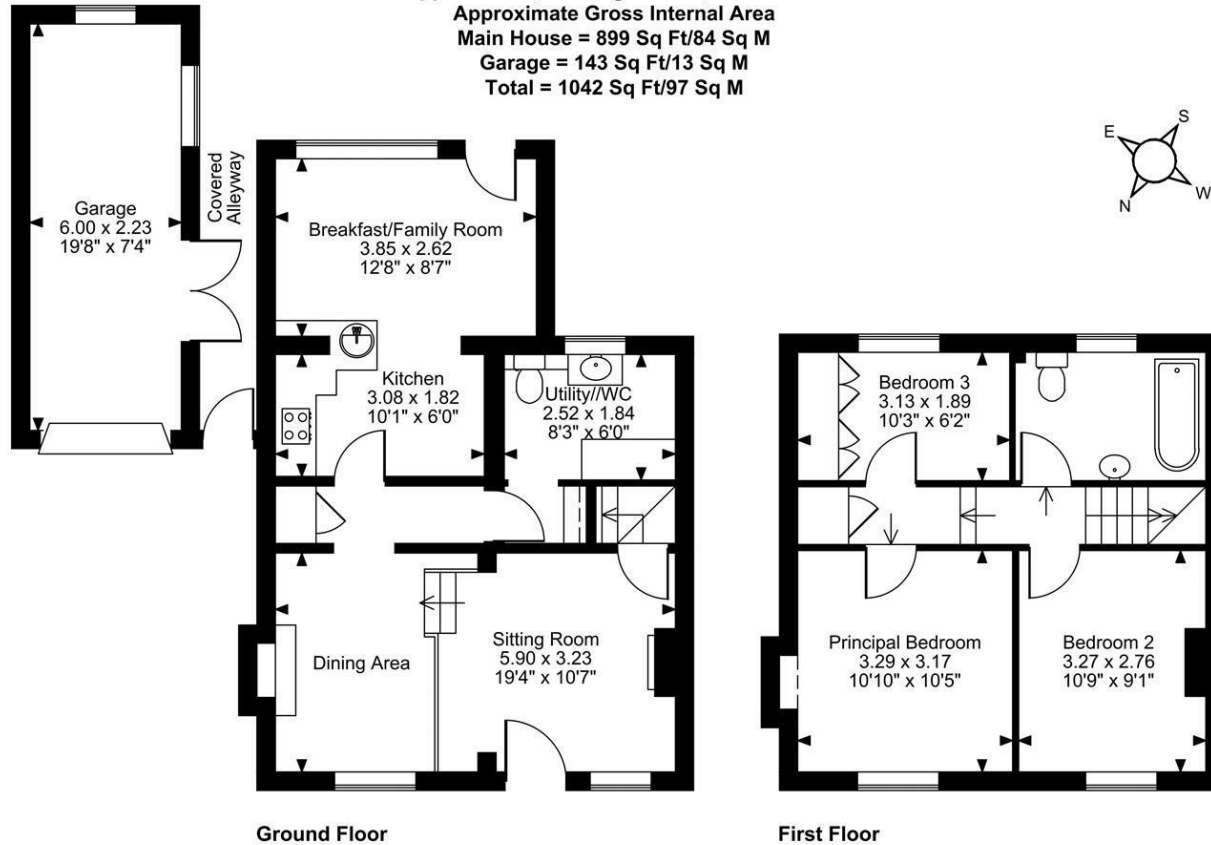 Approximate Gross Internal Area
Main House = 899 Sq Ft/84 Sq M
Garage = 143 Sq Ft/13 Sq M
Total = 1042 Sq Ft/97 Sq M
E
S
N
W
Garage
6.00 x 2.23
19'8" x 7'4"
Covered
Alleyway
Breakfast/Family Room
3.85 x 2.62
12'8" x 8'7"
Kitchen
3.08 x 1.82
10'1" x 6'0"
Utility//WC
2.52 x 1.84
8'3" x 6'0"
Dining Area
Sitting Room
5.90 x 3.23
19'4" x 10'7"
Bedroom 3
3.13 x 1.89
10'3" x 6'2"
Principal Bedroom
3.29 x 3.17
10'10" x 10'5"
Bedroom 2
3.27 x 2.76
10'9" x 9'1"
Ground Floor
First Floor